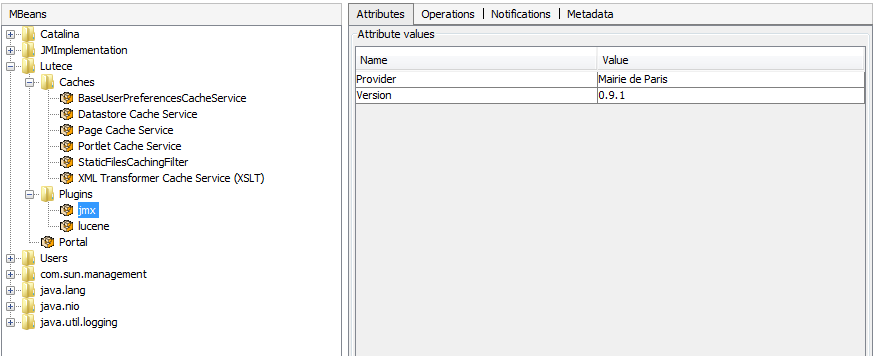 MBeans
Catalina
JMImplementation
Lutece
Caches
BaseUserPreferencesCacheService
Datastore Cache Service
Page Cache Service
Portlet Cache Service
StaticFilesCachingFilter
XML Transformer Cache Service (XSLT)
Plugins
jmx
lucene
Portal
Users
com.sun.management
java.lang
java.nio
java.util.logging
Attributes Operations Notifications Metadata
Attribute values
Name Value
Provider Mairie de Paris
Version 0.9.1